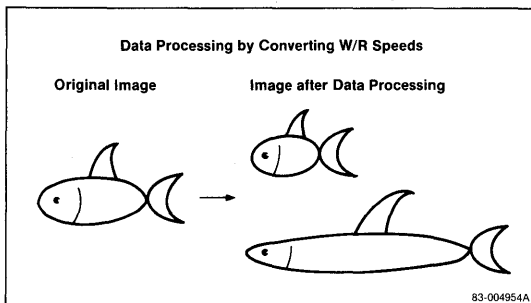 Data Processing by Converting W/R Speeds
Original Image
Image after Data Processing
83-004954A